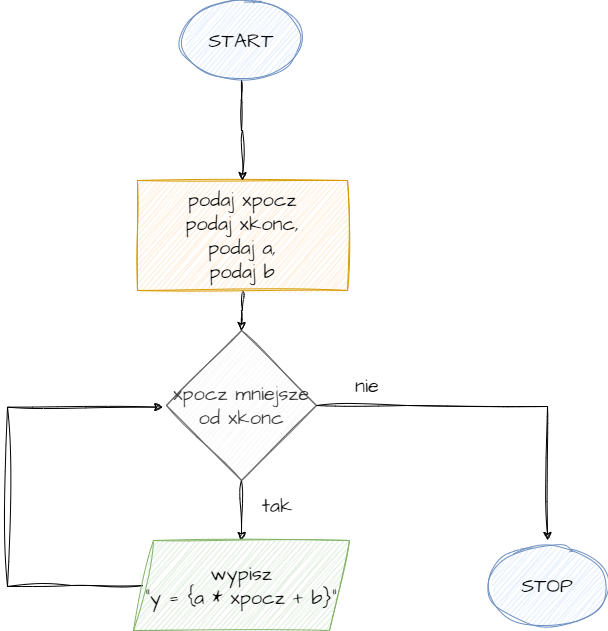 START
podaj xpocz
podaj xkonc,
podaj a,
podaj b
xpocz mniejsze
od xkonc
nie
tak
wypisz
"y = {a * xpocz + b}"
STOP